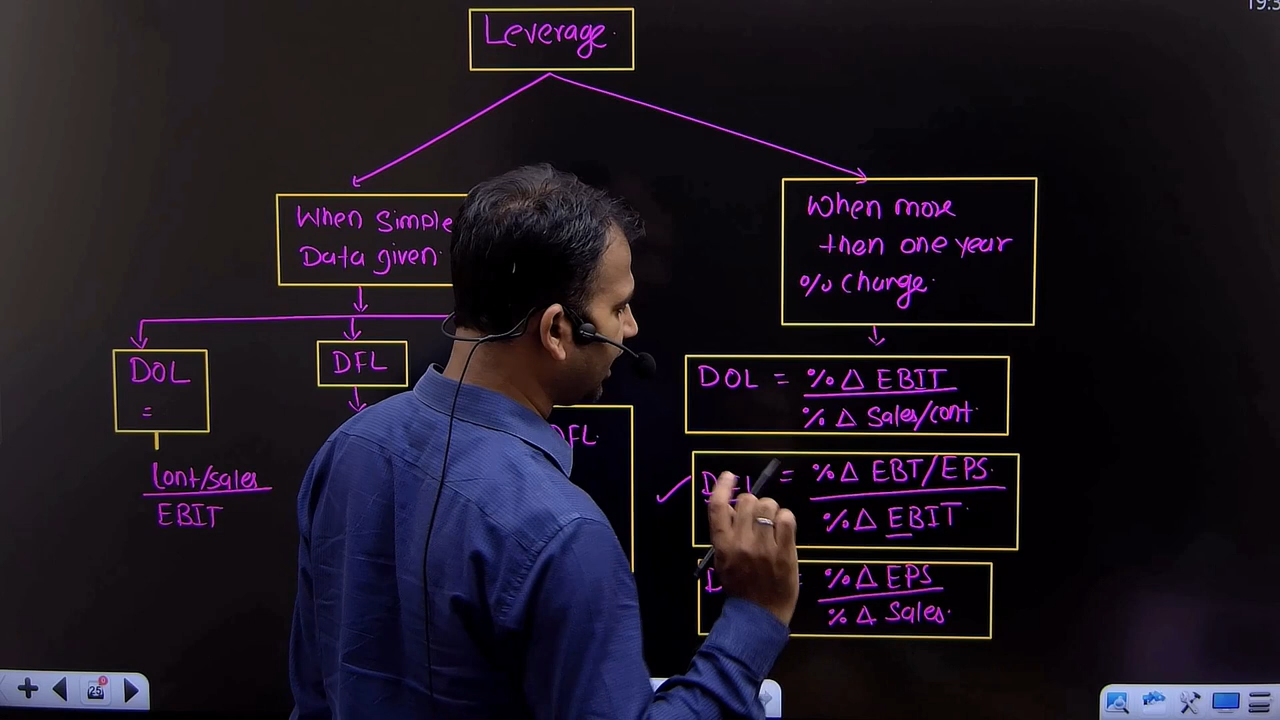 Leverage
When Simple
Data given
When more
then one year
% Change
DOL
=
Cont/sales
EBIT
DFL
DOL = % Δ EBIT
% Δ Sales/cont
DFL = % Δ EBT/EPS
% Δ EBIT
= % Δ EPS
% Δ Sales
25